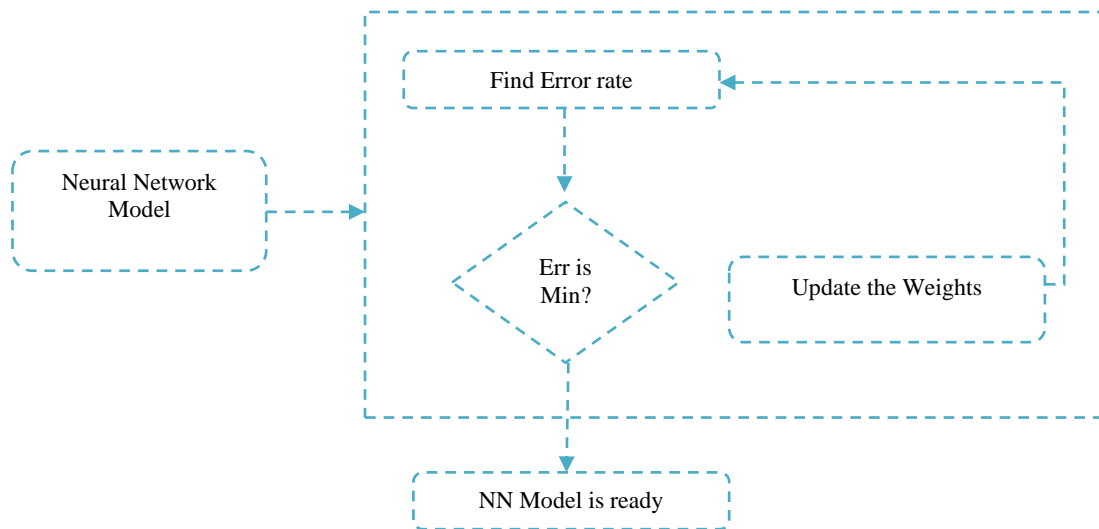 Find Error rate
Neural Network
Model
Err is
Min?
Update the Weights
NN Model is ready